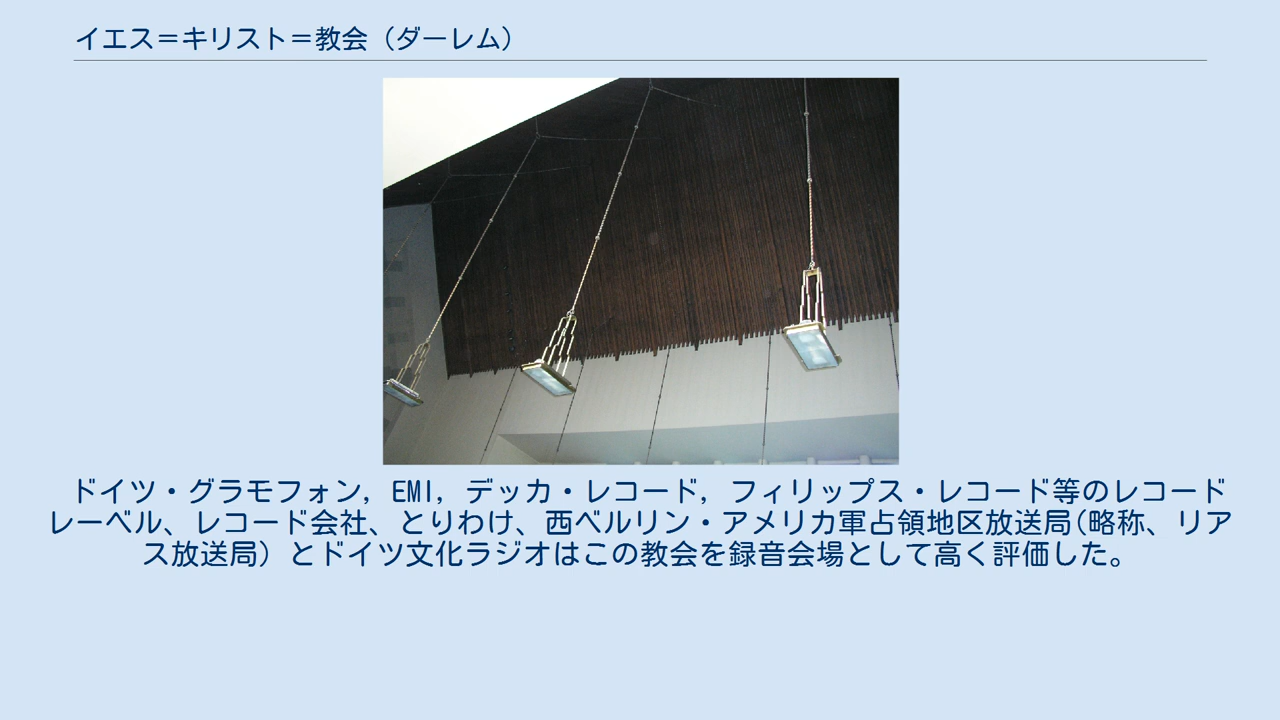 イエス＝キリスト＝教会（ダーレム）
ドイツ・グラモフォン, EMI, デッカ・レコード, フィリップス・レコード等のレコード
レーベル、レコード会社、とりわけ、西ベルリン・アメリカ軍占領地区放送局(略称、リア
ス放送局）とドイツ文化ラジオはこの教会を録音会場として高く評価した。